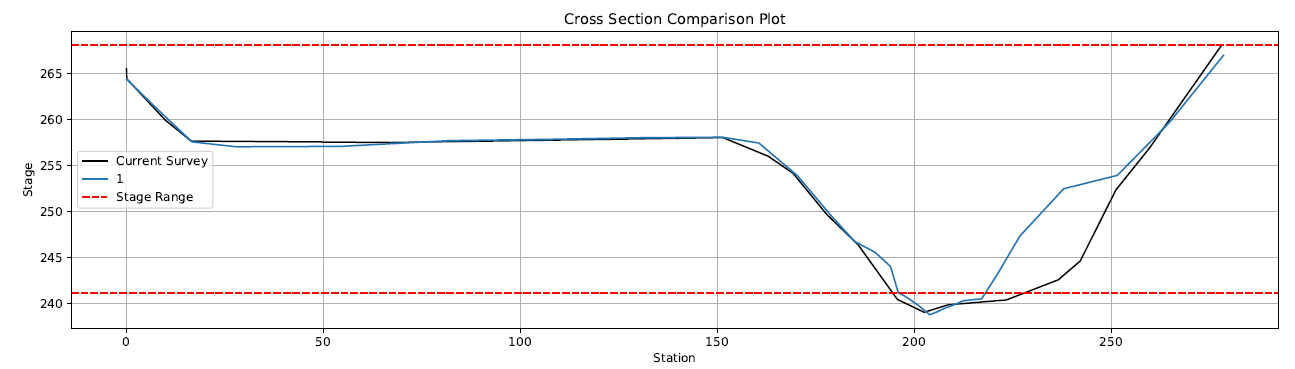 Cross Section Comparison Plot
Stage
265
260
255
250
245
240
Current Survey
1
Stage Range
0
50
100
150
200
250
Station